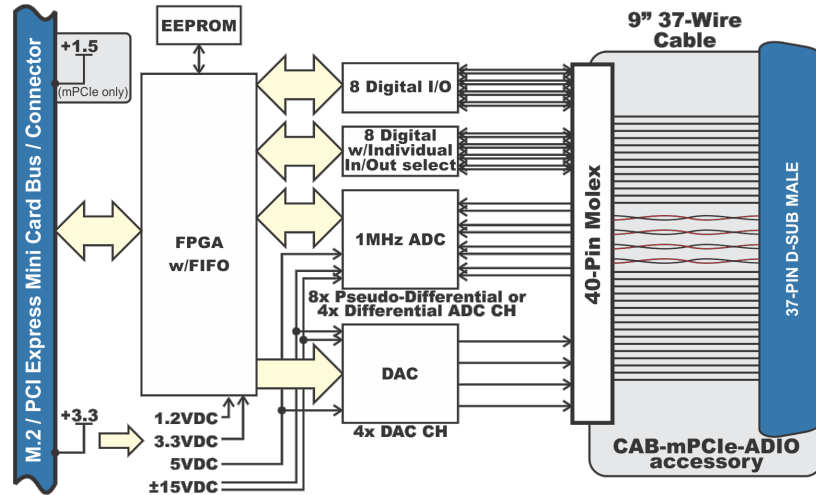 M.2 / PCI Express Mini Card Bus / Connector
+1.5
(mPCIe only)
+3.3
EEPROM
FPGA
w/FIFO
1.2VDC
3.3VDC
5VDC
±15VDC
8 Digital I/O
8 Digital
w/Individual
In/Out select
1MHz ADC
8x Pseudo-Differential or
4x Differential ADC CH
DAC
4x DAC CH
40-Pin Molex
9” 37-Wire
Cable
37-PIN D-SUB MALE
CAB-mPCIe-ADIO
accessory